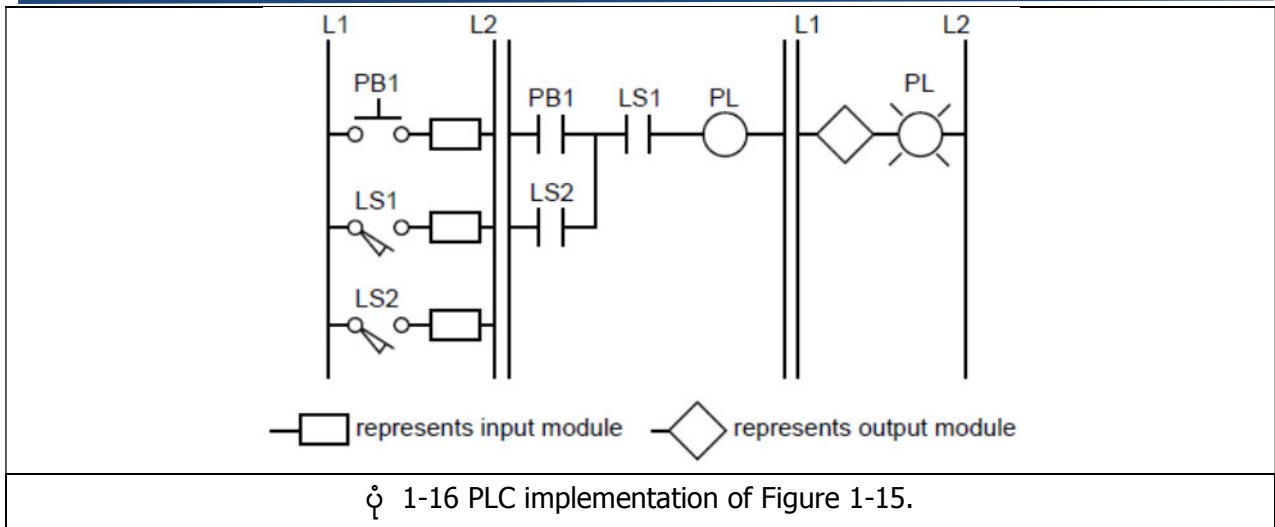 L1 L2 L1 L2
PB1 PB1 LS1 PL PL
LS1 LS2
LS2
represents input module represents output module
ပုံ 1-16 PLC implementation of Figure 1-15.